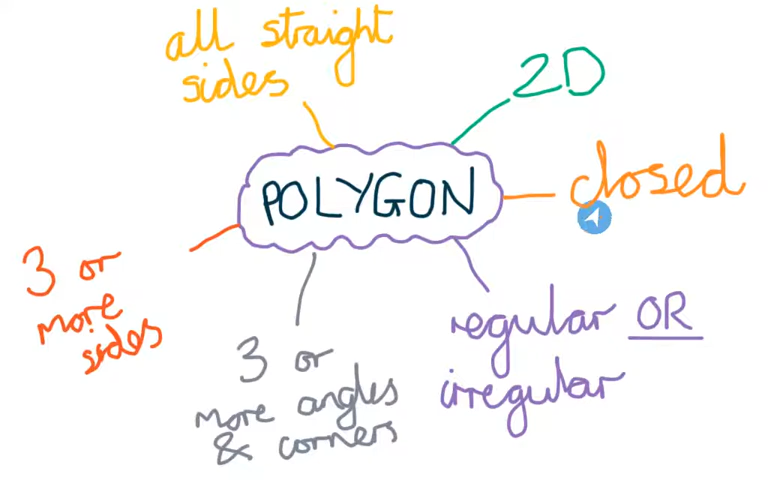 all straight
sides
2D
POLYGON
closed
3 or
more
sides
3 or
more angles
& corners
regular OR
irregular